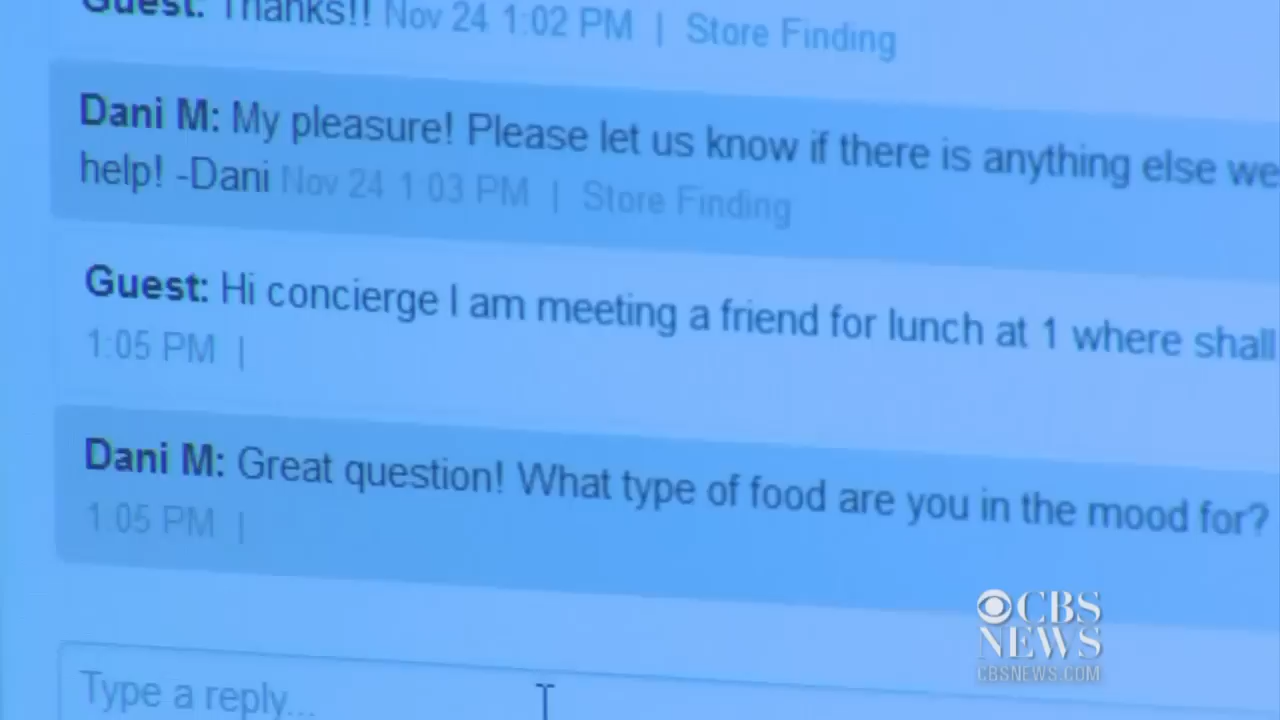 Guest: Thanks!! Nov 24 1:02 PM | Store Finding
Dani M: My pleasure! Please let us know if there is anything else we
help! -Dani Nov 24 1 03 PM | Store Finding
Guest: Hi concierge I am meeting a friend for lunch at 1 where shall
1:05 PM |
Dani M: Great question! What type of food are you in the mood for?
1:05 PM |
Type a reply...
CBS
NEWS
CBSNEWS.COM